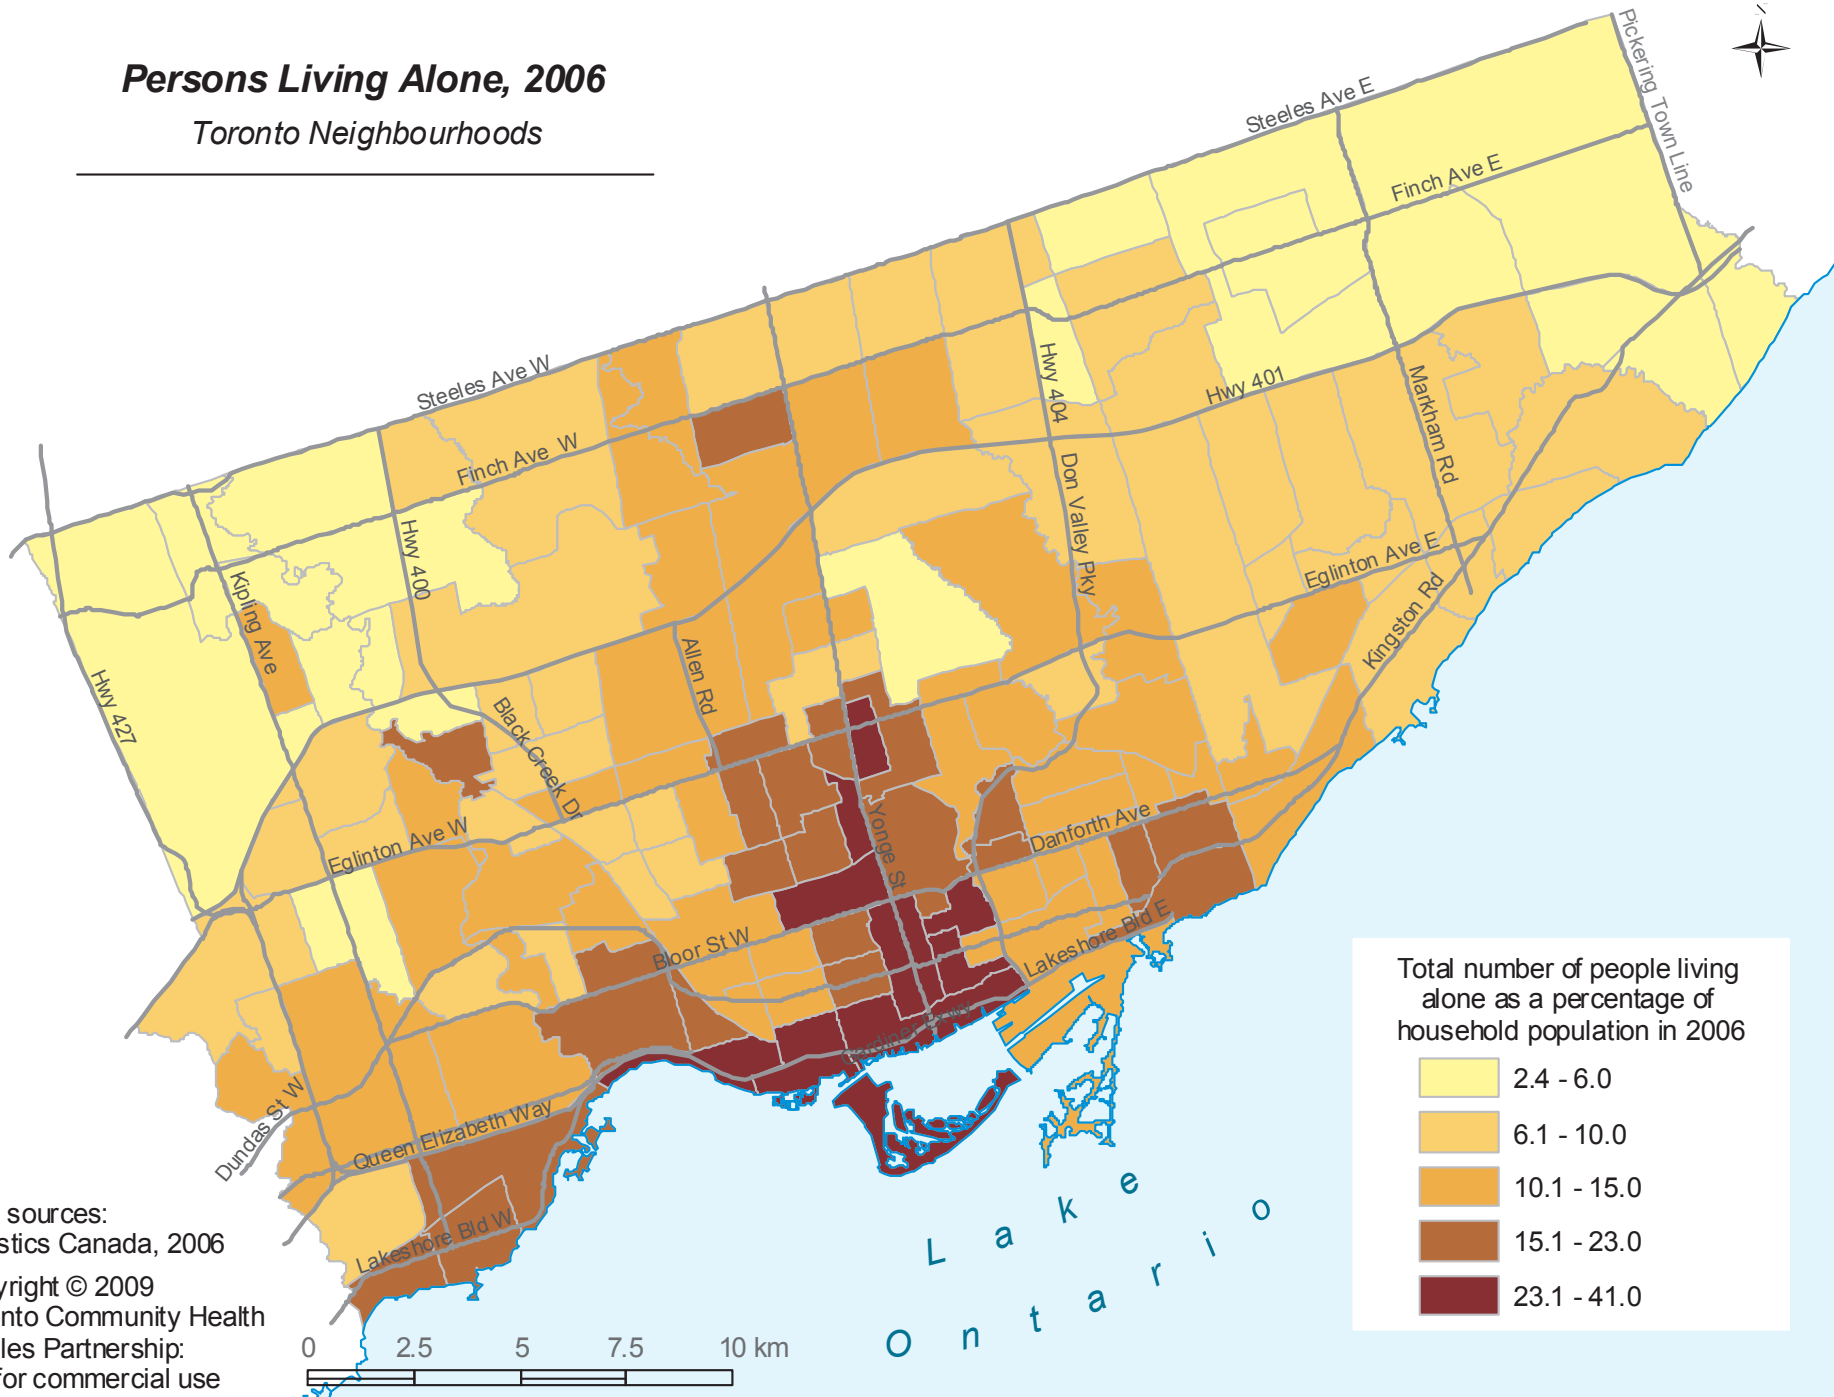 Persons Living Alone, 2006
Toronto Neighbourhoods
N
Pickering Town Line
Steeles Ave E
Finch Ave E
Steeles Ave W
Finch Ave W
Hwy 404
Hwy 401
Markham Rd
Hwy 400
Don Valley Pky
Kipling Ave
Eglinton Ave E
Kingston Rd
Hwy 427
Allen Rd
Black Creek Dr
Yonge St
Eglinton Ave W
Danforth Ave
Bloor St W
Lakeshore Bld E
Gardiner Exwy
Dundas St W
Queen Elizabeth Way
Lakeshore Bld W
Lake
Ontario
Total number of people living
alone as a percentage of
household population in 2006
2.4 - 6.0
6.1 - 10.0
10.1 - 15.0
15.1 - 23.0
23.1 - 41.0
sources:
stics Canada, 2006
yright © 2009
nto Community Health
les Partnership:
for commercial use
0 2.5 5 7.5 10 km